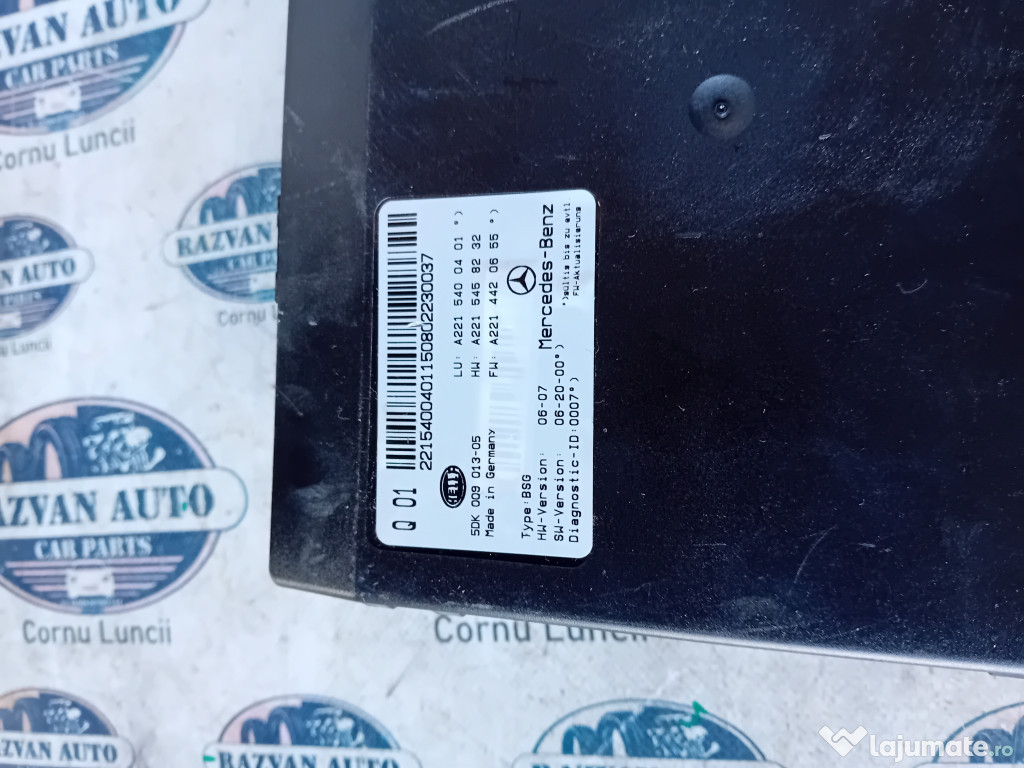 RAZVAN AUTO
CAR PARTS
Cornu Luncii
RAZVAN
AUTO
Cornu
Luncii
RAZVAN AUTO
CAR PARTS
Cornu Luncii
Cornu Luncii
RAZVAN AUTO
RAZVAN AUTO
Q 01
2215400401150802230037
HELLA
5DK 009 013-05
Made in Germany
LU: A221 540 04 01 *)
HW: A221 545 82 32
FW: A221 442 06 55 *)
Type:BSG
HW-Version: 06-07
SW-Version: 06-20-00*)
Diagnostic-ID:0007*)
Mercedes-Benz
*)gültig bis zu evtl
FW-Aktualisierung
lajumate.ro